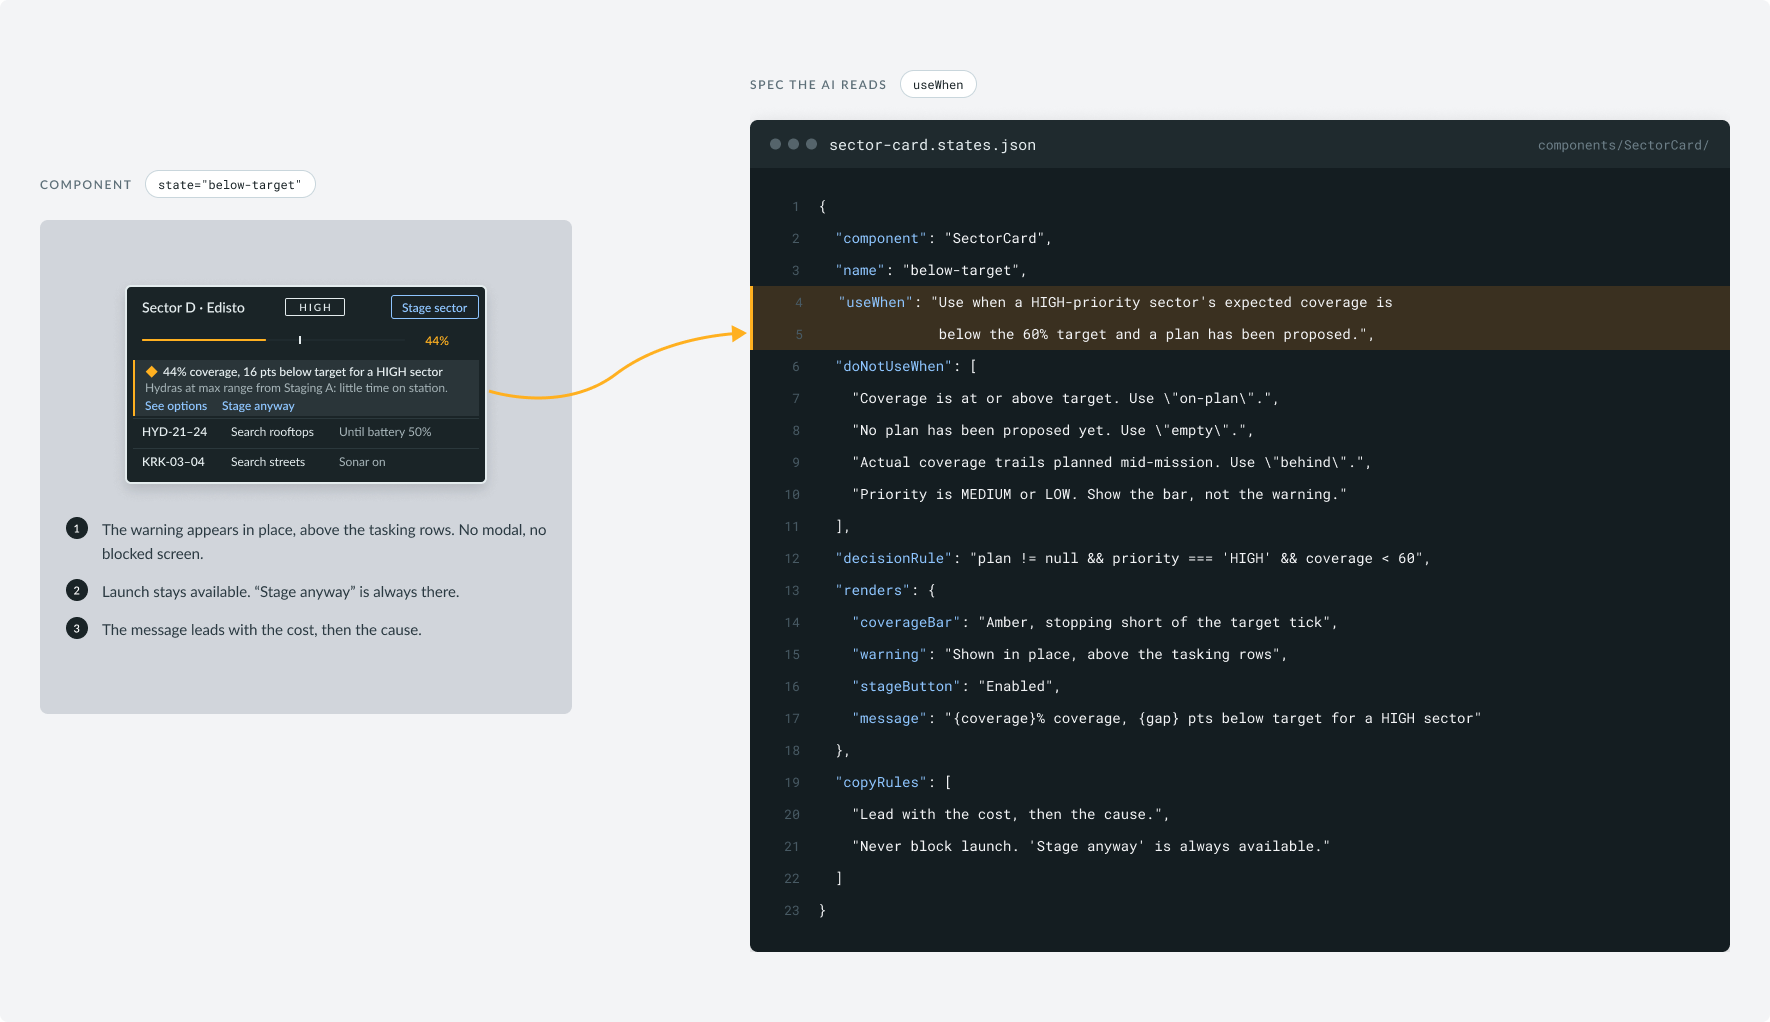 COMPONENT
state="below-target"
Sector D · Edisto
HIGH
Stage sector
44%
44% coverage, 16 pts below target for a HIGH sector
Hydras at max range from Staging A: little time on station.
See options
Stage anyway
HYD-21–24
Search rooftops
Until battery 50%
KRK-03–04
Search streets
Sonar on
1
The warning appears in place, above the tasking rows. No modal, no
blocked screen.
2
Launch stays available. “Stage anyway” is always there.
3
The message leads with the cost, then the cause.
SPEC THE AI READS
useWhen
sector-card.states.json
components/SectorCard/
1 {
2 "component": "SectorCard",
3 "name": "below-target",
4 "useWhen": "Use when a HIGH-priority sector's expected coverage is
5 below the 60% target and a plan has been proposed.",
6 "doNotUseWhen": [
7 "Coverage is at or above target. Use \"on-plan\".",
8 "No plan has been proposed yet. Use \"empty\".",
9 "Actual coverage trails planned mid-mission. Use \"behind\".",
10 "Priority is MEDIUM or LOW. Show the bar, not the warning."
11 ],
12 "decisionRule": "plan != null && priority === 'HIGH' && coverage < 60",
13 "renders": {
14 "coverageBar": "Amber, stopping short of the target tick",
15 "warning": "Shown in place, above the tasking rows",
16 "stageButton": "Enabled",
17 "message": "{coverage}% coverage, {gap} pts below target for a HIGH sector"
18 },
19 "copyRules": [
20 "Lead with the cost, then the cause.",
21 "Never block launch. 'Stage anyway' is always available."
22 ]
23 }